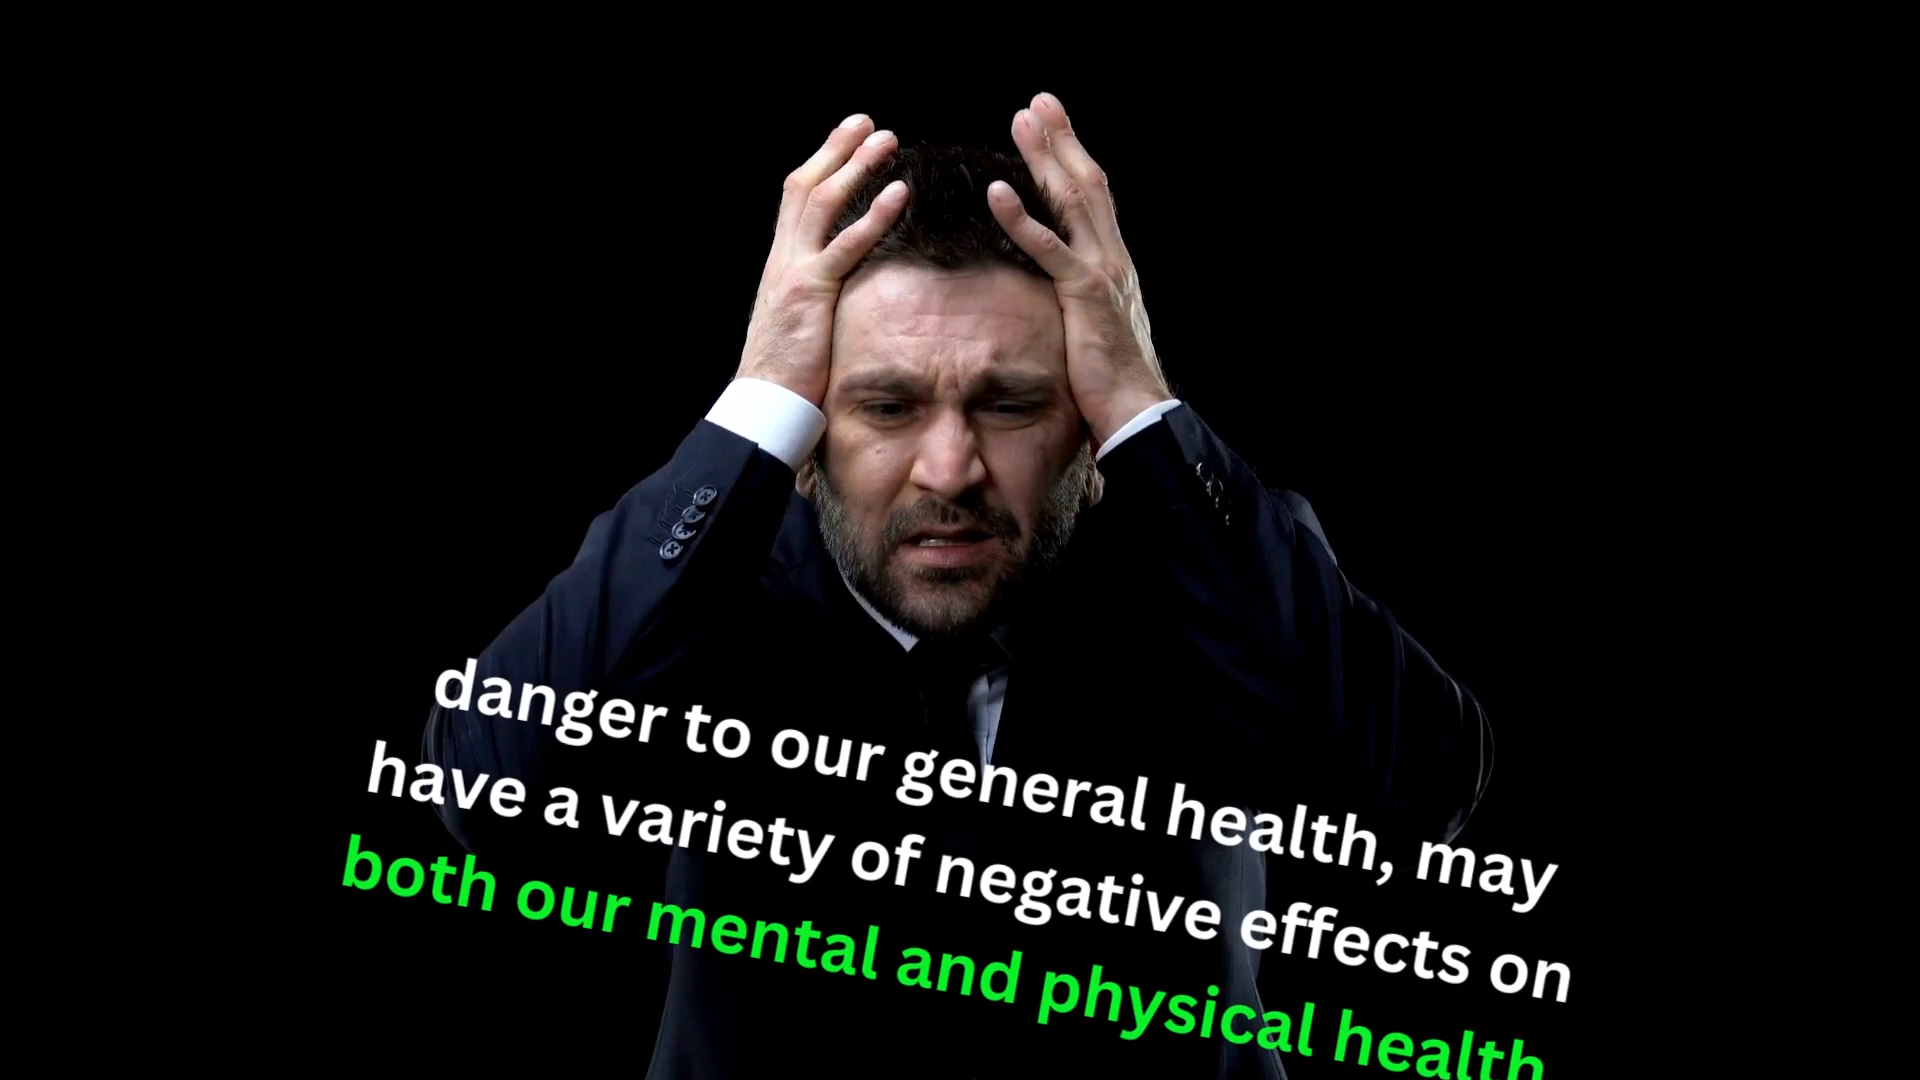 danger to our general health, may
have a variety of negative effects on
both our mental and physical health